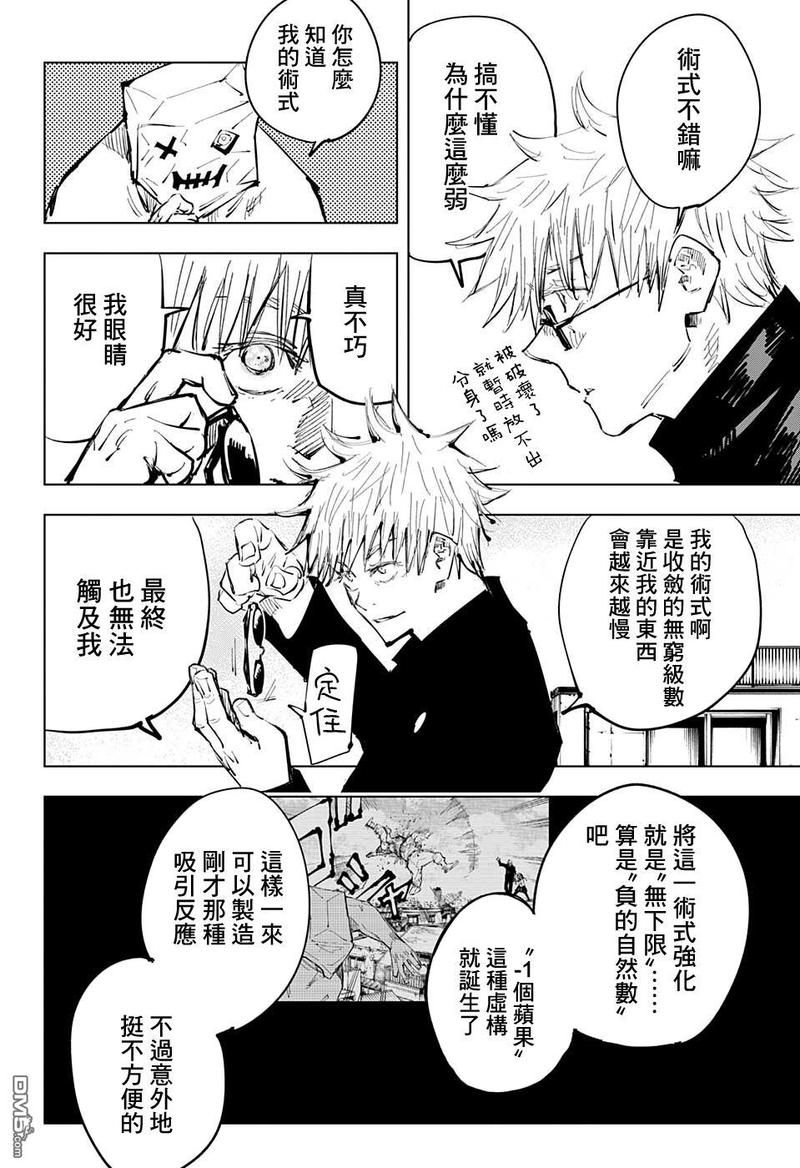 術式不錯嘛
搞不懂
為什麼這麼弱
被破壞了
就暫時放不出
分身了嗎
你怎麼
知道
我的術式
真不巧
我眼睛
很好
我的術式啊
是收斂的無窮級數
靠近我的東西
會越來越慢
定住
最終
也無法
觸及我
將這一術式強化
就是〝無下限〞……
算是〝負的自然數〞
吧
〝-1個蘋果〞
這種虛構
就誕生了
這樣一來
可以製造
剛才那種
吸引反應
不過意外地
挺不方便的
DM5.com